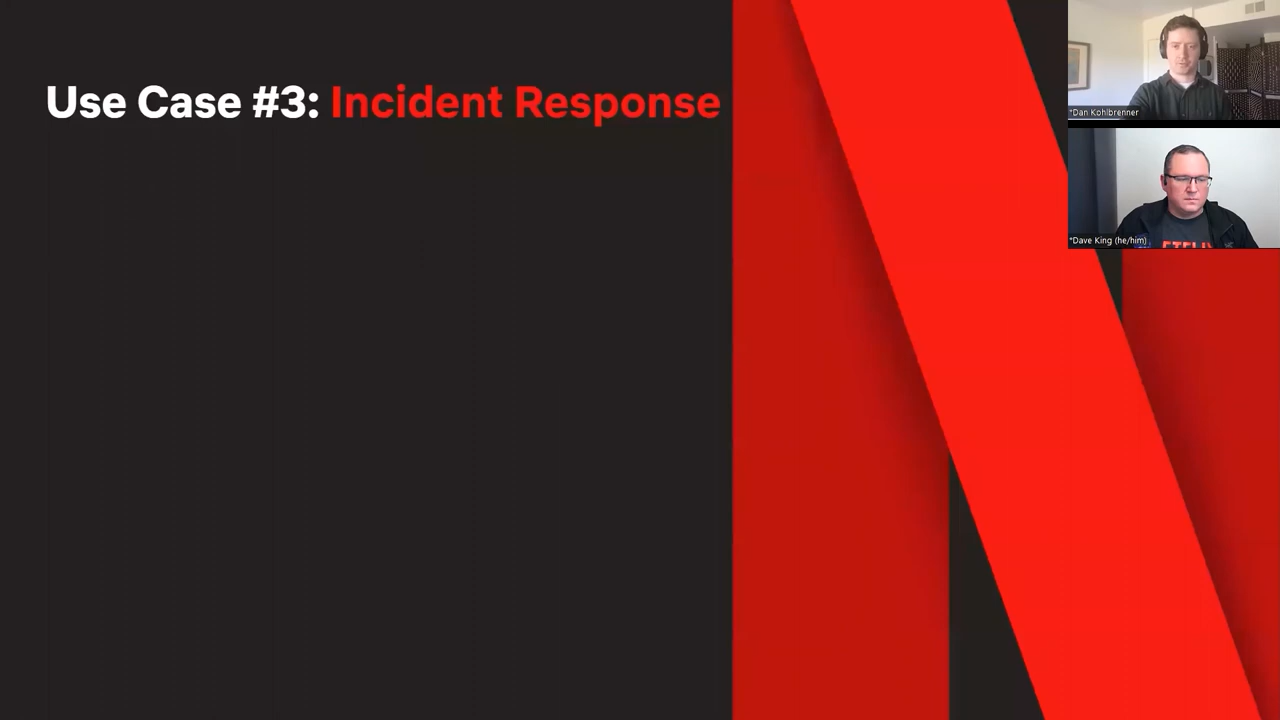 Use Case #3: Incident Response
*Dan Kohlbrenner
*Dave King (he/him)